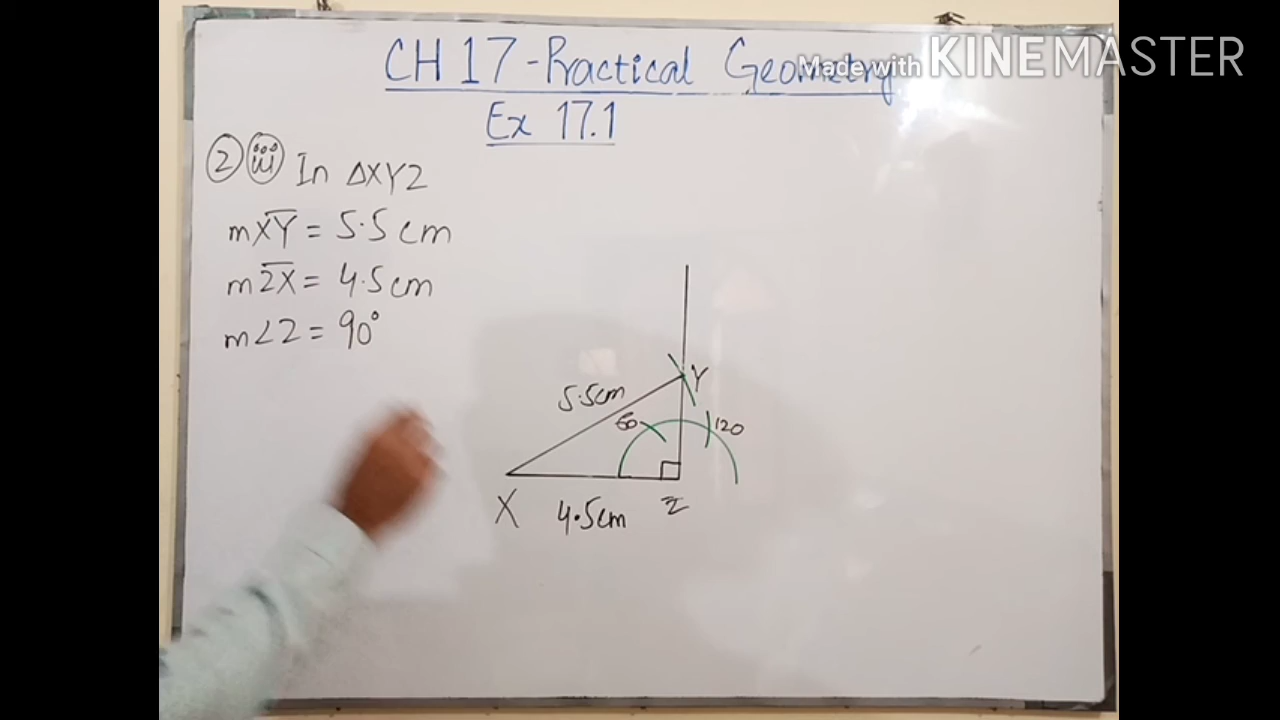 CH 17 - Practical Geometry
Made with KINEMASTER
Ex 17.1
2 iii In ΔXYZ
mXY = 5.5 cm
mZX = 4.5 cm
m∠Z = 90°
Y
5.5cm
60
120
X
4.5cm
Z